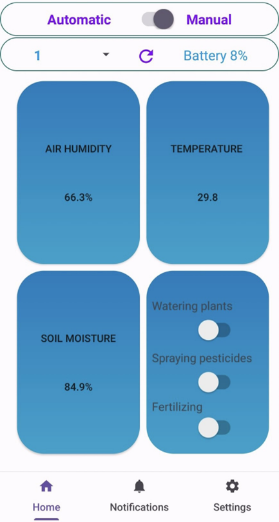 Automatic Manual
1 Battery 8%
AIR HUMIDITY TEMPERATURE
66.3% 29.8
SOIL MOISTURE
84.9%
Watering plants
Spraying pesticides
Fertilizing
Home Notifications Settings